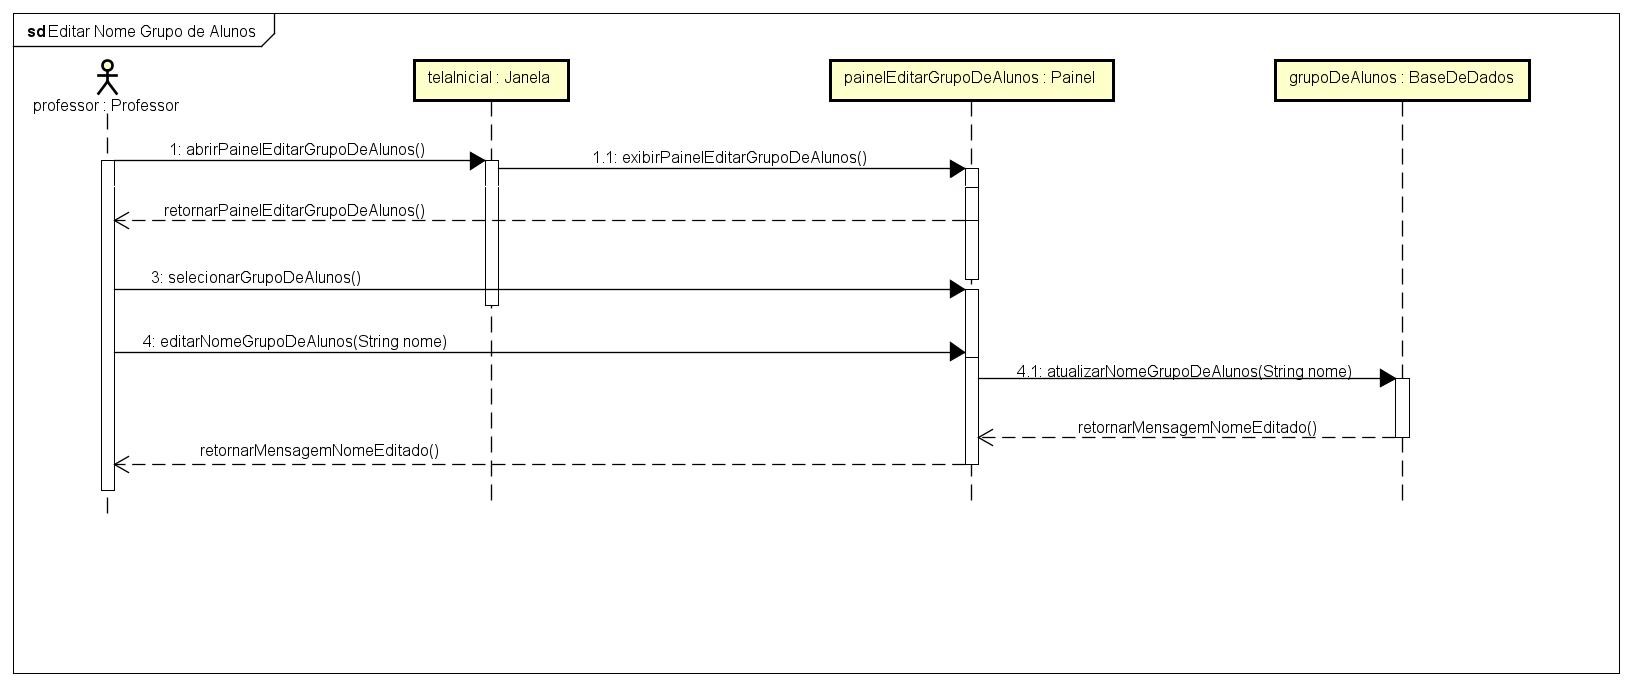 sd Editar Nome Grupo de Alunos
professor : Professor
telaInicial : Janela
painelEditarGrupoDeAlunos : Painel
grupoDeAlunos : BaseDeDados
1: abrirPainelEditarGrupoDeAlunos()
1.1: exibirPainelEditarGrupoDeAlunos()
retornarPainelEditarGrupoDeAlunos()
3: selecionarGrupoDeAlunos()
4: editarNomeGrupoDeAlunos(String nome)
4.1: atualizarNomeGrupoDeAlunos(String nome)
retornarMensagemNomeEditado()
retornarMensagemNomeEditado()